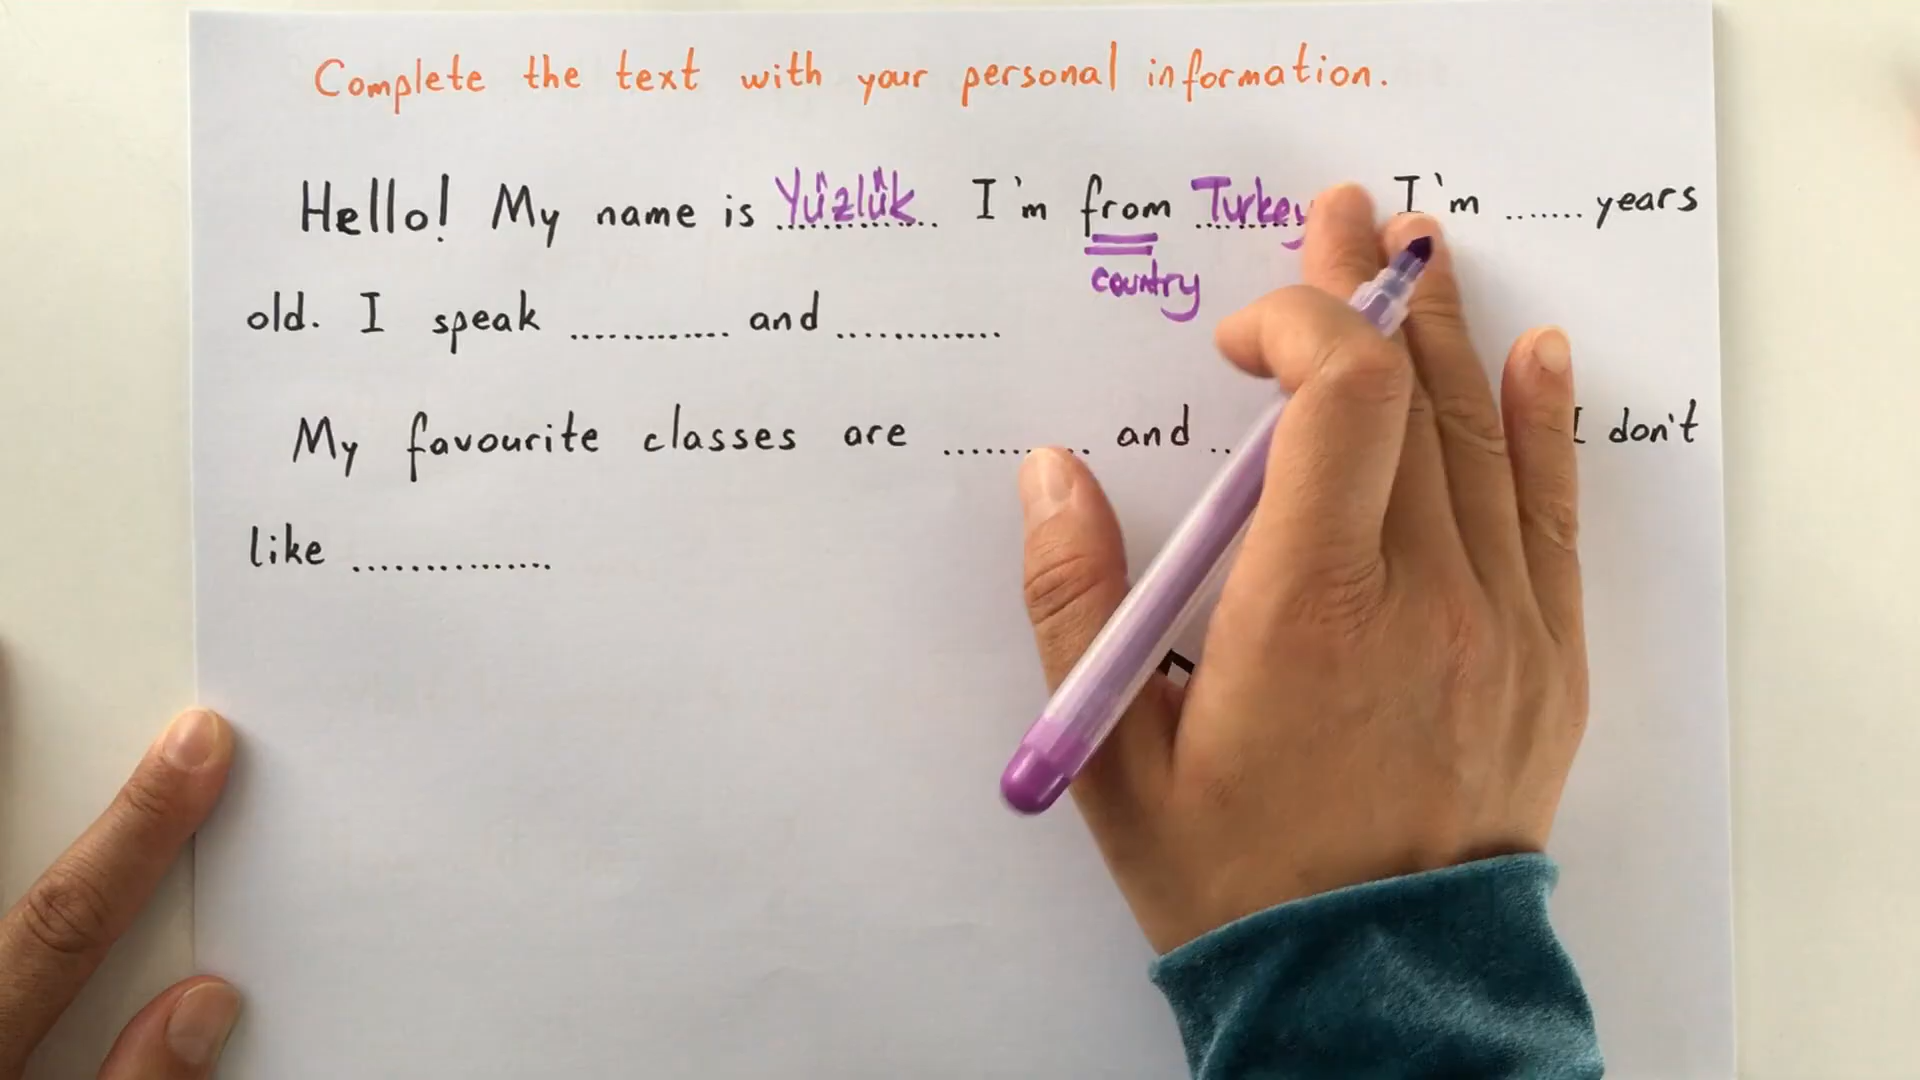 Complete the text with your personal information.
Hello! My name is Yûzlûk. I'm from Turkey I'm ....... years
country
old. I speak ............. and .............
My favourite classes are .......... and .. I don't
like ...............